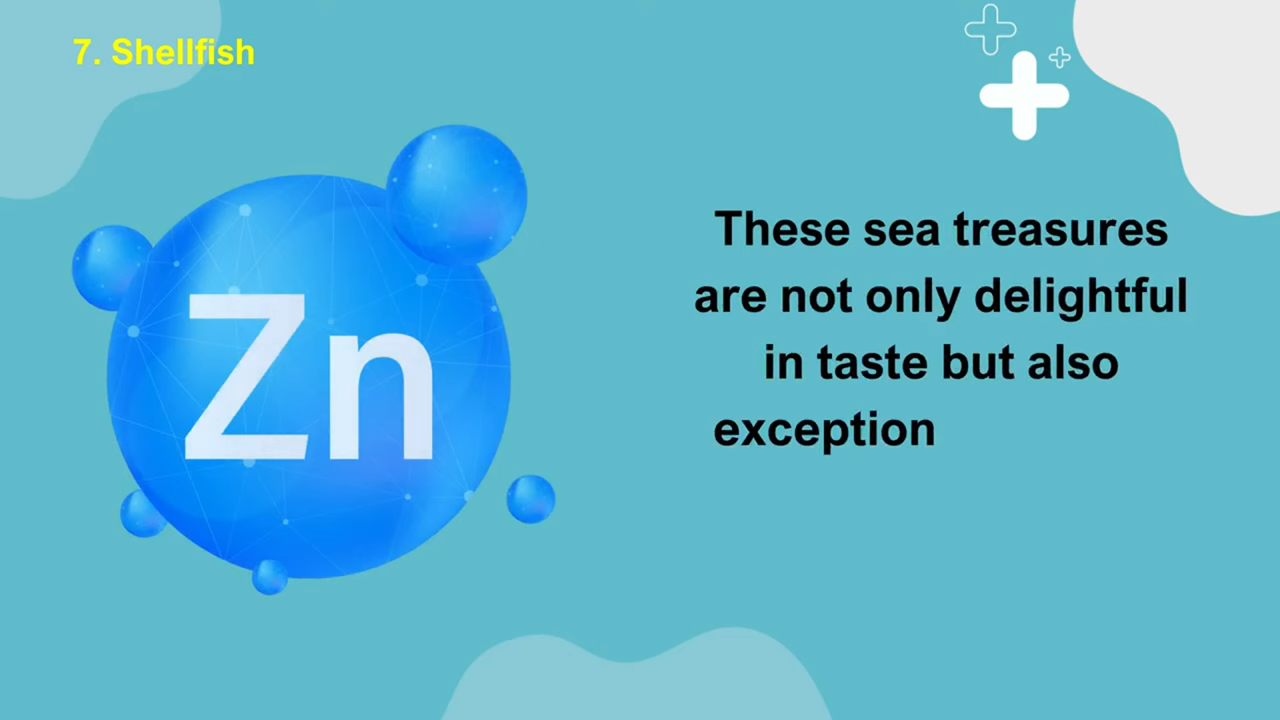 7. Shellfish
Zn
These sea treasures
are not only delightful
in taste but also
exception